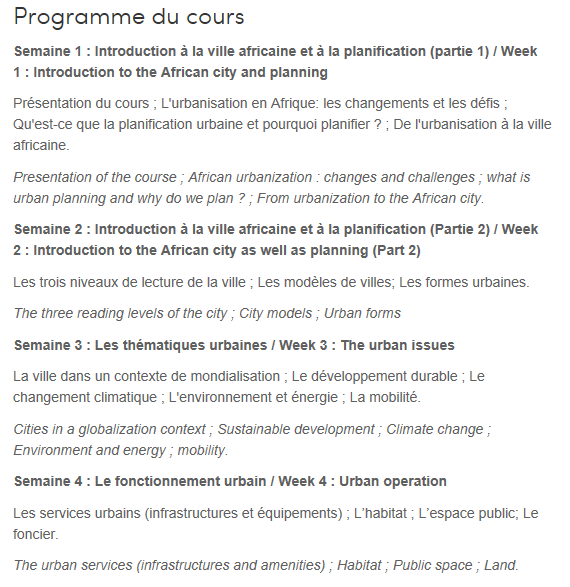 Programme du cours
Semaine 1 : Introduction à la ville africaine et à la planification (partie 1) / Week
1 : Introduction to the African city and planning
Présentation du cours ; L'urbanisation en Afrique: les changements et les défis ;
Qu'est-ce que la planification urbaine et pourquoi planifier ? ; De l'urbanisation à la ville
africaine.
Presentation of the course ; African urbanization : changes and challenges ; what is
urban planning and why do we plan ? ; From urbanization to the African city.
Semaine 2 : Introduction à la ville africaine et à la planification (Partie 2) / Week
2 : Introduction to the African city as well as planning (Part 2)
Les trois niveaux de lecture de la ville ; Les modèles de villes; Les formes urbaines.
The three reading levels of the city ; City models ; Urban forms
Semaine 3 : Les thématiques urbaines / Week 3 : The urban issues
La ville dans un contexte de mondialisation ; Le développement durable ; Le
changement climatique ; L'environnement et énergie ; La mobilité.
Cities in a globalization context ; Sustainable development ; Climate change ;
Environment and energy ; mobility.
Semaine 4 : Le fonctionnement urbain / Week 4 : Urban operation
Les services urbains (infrastructures et équipements) ; L’habitat ; L’espace public; Le
foncier.
The urban services (infrastructures and amenities) ; Habitat ; Public space ; Land.